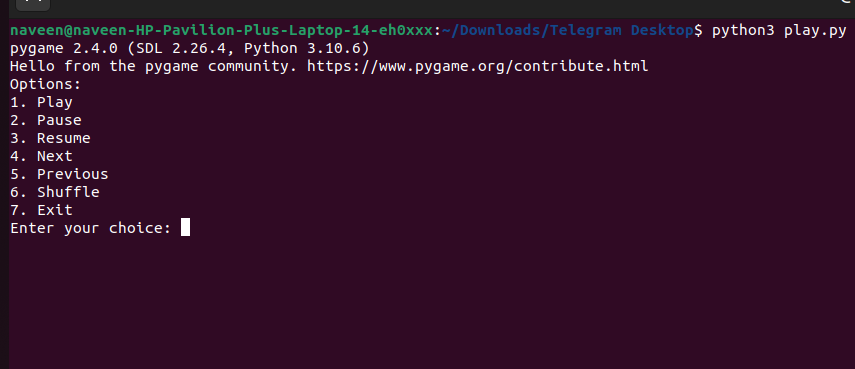 naveen@naveen-HP-Pavilion-Plus-Laptop-14-eh0xxx:~/Downloads/Telegram Desktop$ python3 play.py
pygame 2.4.0 (SDL 2.26.4, Python 3.10.6)
Hello from the pygame community. https://www.pygame.org/contribute.html
Options:
1. Play
2. Pause
3. Resume
4. Next
5. Previous
6. Shuffle
7. Exit
Enter your choice: